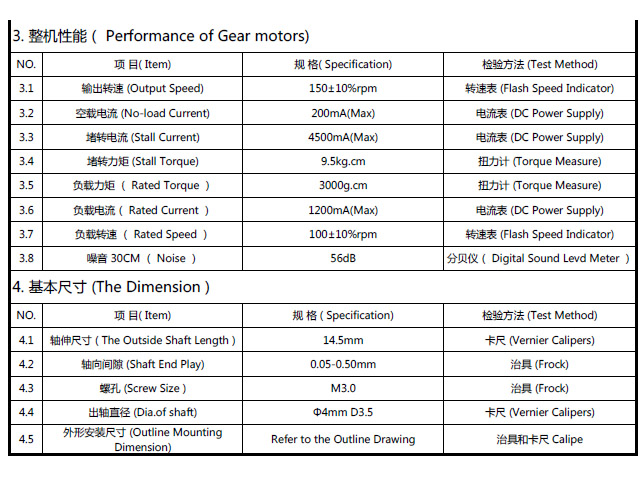 3. 整机性能 ( Performance of Gear motors)
NO. 项 目( Item) 规 格( Specification) 检验方法 (Test Method)
3.1 输出转速 (Output Speed) 150±10%rpm 转速表 (Flash Speed Indicator)
3.2 空载电流 (No-load Current) 200mA(Max) 电流表 (DC Power Supply)
3.3 堵转电流 (Stall Current) 4500mA(Max) 电流表 (DC Power Supply)
3.4 堵转力矩 (Stall Torque) 9.5kg.cm 扭力计 (Torque Measure)
3.5 负载力矩 ( Rated Torque ) 3000g.cm 扭力计 (Torque Measure)
3.6 负载电流 ( Rated Current ) 1200mA(Max) 电流表 (DC Power Supply)
3.7 负载转速 ( Rated Speed ) 100±10%rpm 转速表 (Flash Speed Indicator)
3.8 噪音 30CM ( Noise ) 56dB 分贝仪 ( Digital Sound Levd Meter )
4. 基本尺寸 (The Dimension )
NO. 项 目( Item) 规 格 ( Specification) 检验方法 (Test Method)
4.1 轴伸尺寸 ( The Outside Shaft Length ) 14.5mm 卡尺 (Vernier Calipers)
4.2 轴向间隙 (Shaft End Play) 0.05-0.50mm 治具 (Frock)
4.3 螺孔 (Screw Size ) M3.0 治具 (Frock)
4.4 出轴直径 (Dia.of shaft) Φ4mm D3.5 卡尺 (Vernier Calipers)
4.5 外形安装尺寸 (Outline Mounting
Dimension) Refer to the Outline Drawing 治具和卡尺 Calipe